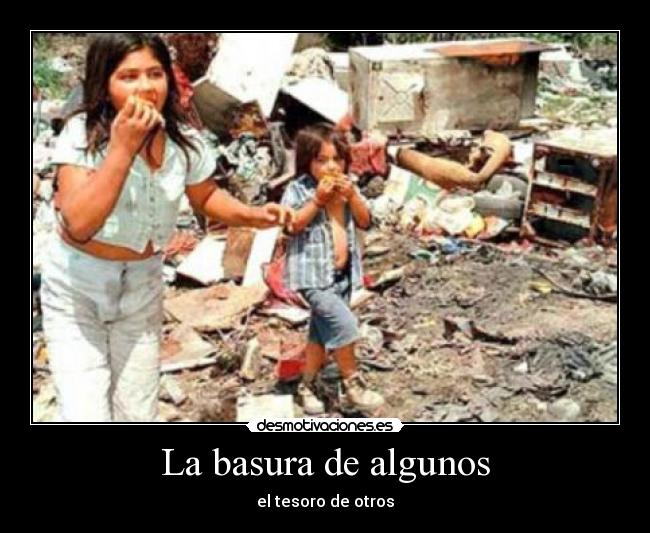 desmotivaciones.es
La basura de algunos
el tesoro de otros